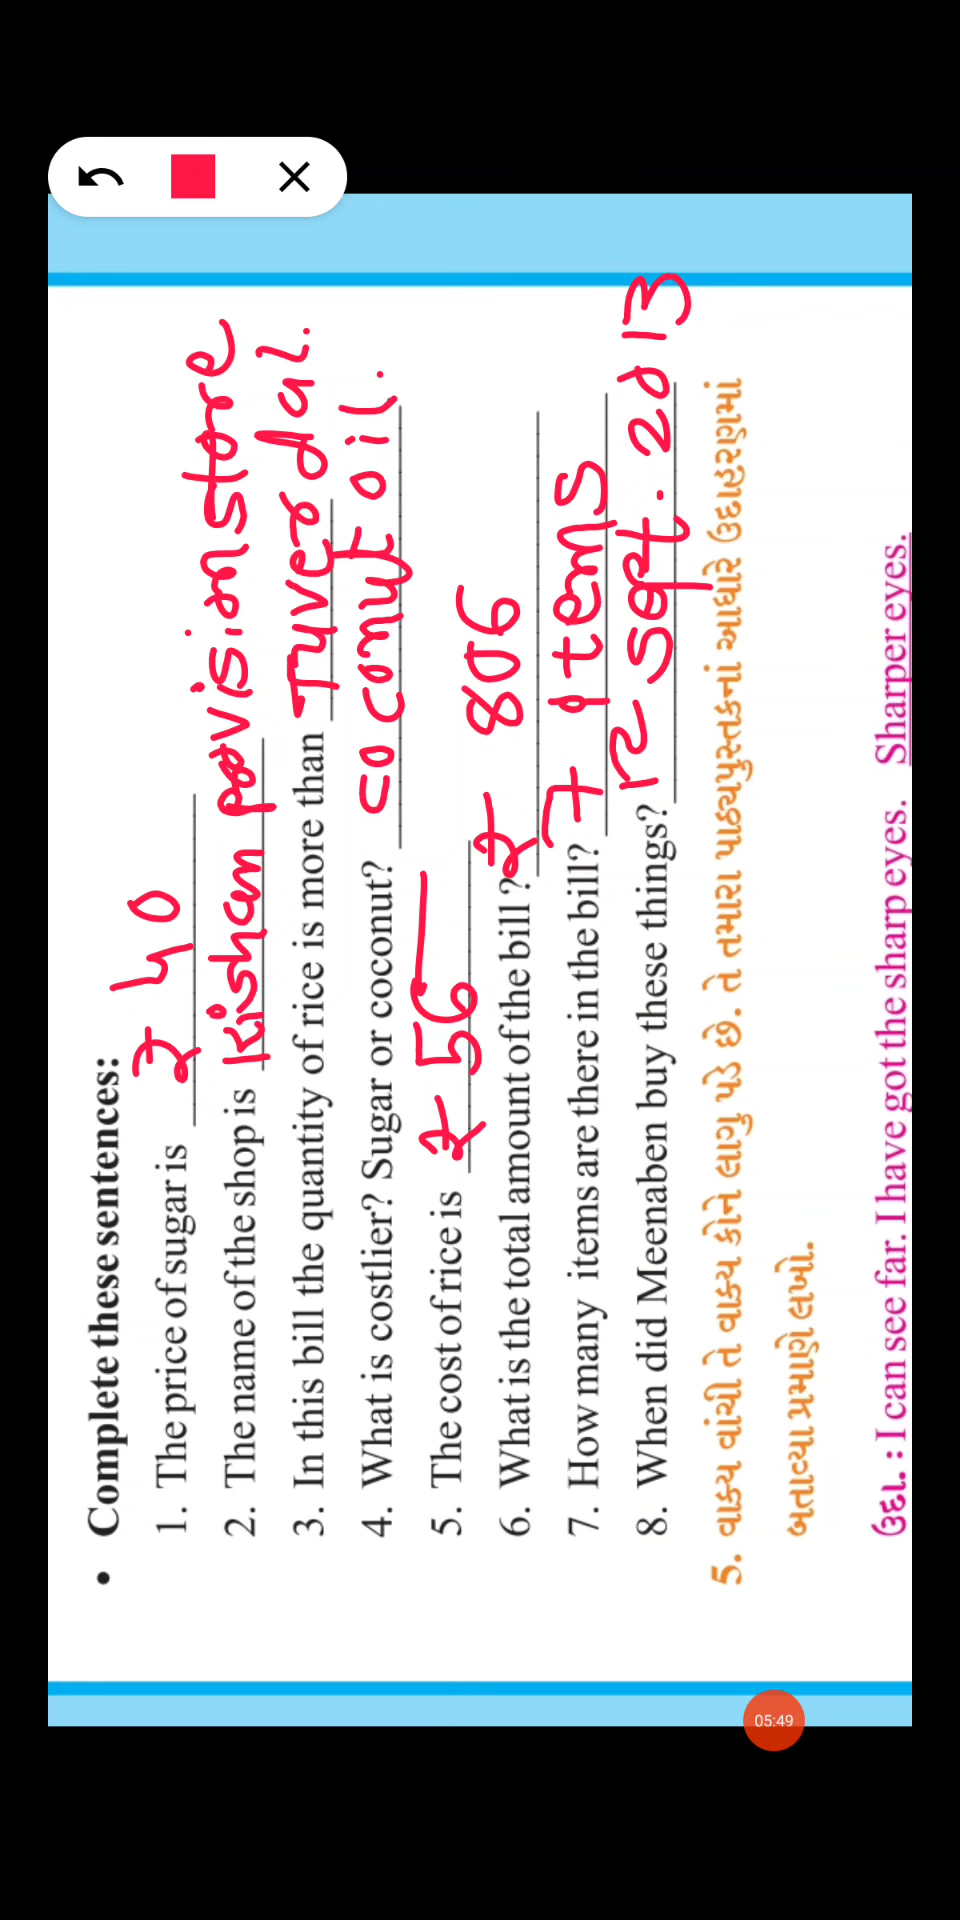 • Complete these sentences:
1. The price of sugar is ₹ 40
2. The name of the shop is Kishan provision store
3. In this bill the quantity of rice is more than Tuver dal.
4. What is costlier? Sugar or coconut? coconut oil.
5. The cost of rice is ₹ 56
6. What is the total amount of the bill ? ₹ 806
7. How many items are there in the bill? 7 items
8. When did Meenaben buy these things? 12 sept. 2013
5. વાક્ય વાંચી તે વાક્ય કોને લાગુ પડે છે. તે તમારા પાઠ્યપુસ્તકનાં આધારે ઉદાહરણમાં
બતાવ્યા પ્રમાણે લખો.
ઉદા. : I can see far. I have got the sharp eyes. Sharper eyes.
05:49